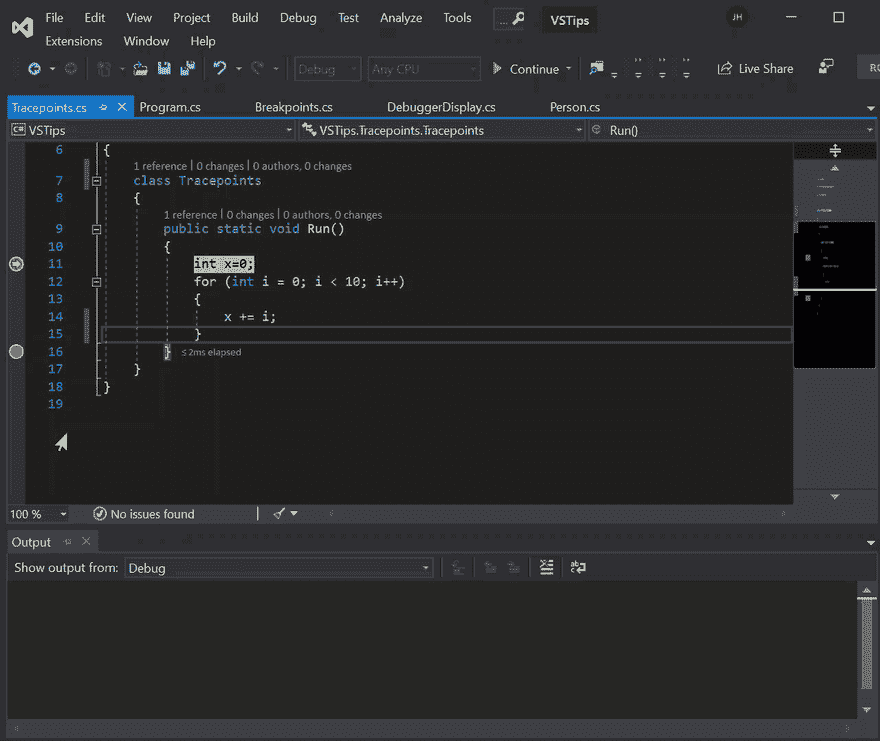 File Edit View Project Build Debug Test Analyze Tools ... VSTips JH
Extensions Window Help
Debug Any CPU Continue Live Share
Tracepoints.cs Program.cs Breakpoints.cs DebuggerDisplay.cs Person.cs
C# VSTips VSTips.Tracepoints.Tracepoints Run()
6 {
1 reference | 0 changes | 0 authors, 0 changes
7 class Tracepoints
8 {
1 reference | 0 changes | 0 authors, 0 changes
9 public static void Run()
10 {
11 int x=0;
12 for (int i = 0; i < 10; i++)
13 {
14 x += i;
15 }
16 } ≤ 2ms elapsed
17 }
18 }
19
100 % No issues found
Output
Show output from: Debug